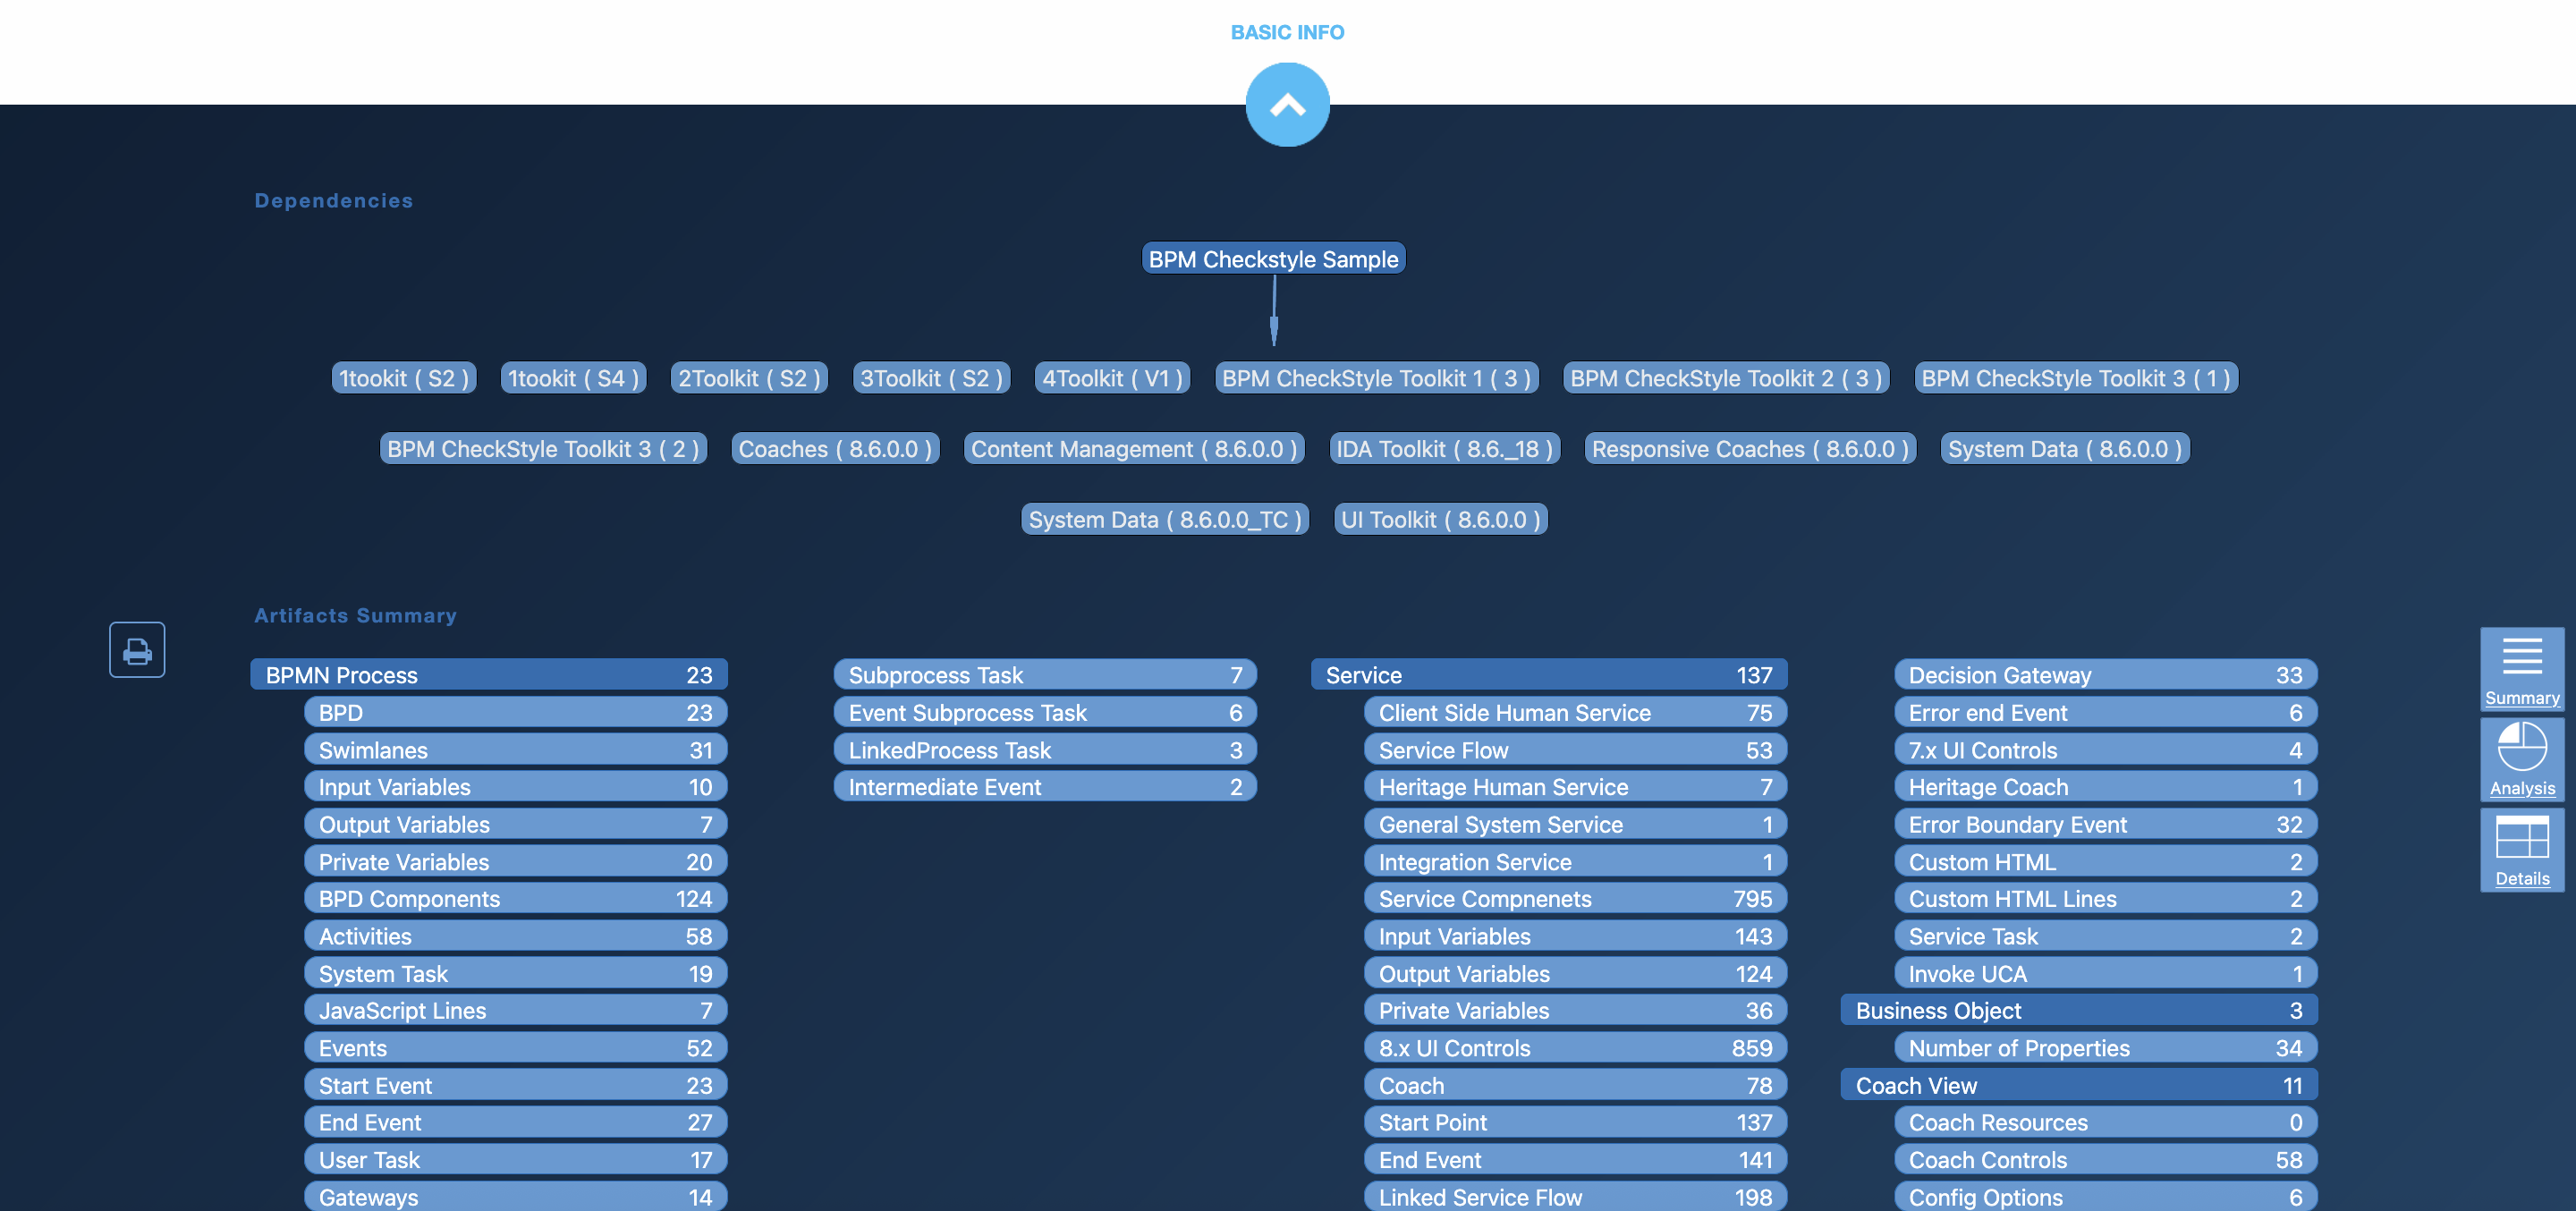 BASIC INFO
Dependencies
BPM Checkstyle Sample
1tookit ( S2 )
1tookit ( S4 )
2Toolkit ( S2 )
3Toolkit ( S2 )
4Toolkit ( V1 )
BPM CheckStyle Toolkit 1 ( 3 )
BPM CheckStyle Toolkit 2 ( 3 )
BPM CheckStyle Toolkit 3 ( 1 )
BPM CheckStyle Toolkit 3 ( 2 )
Coaches ( 8.6.0.0 )
Content Management ( 8.6.0.0 )
IDA Toolkit ( 8.6._18 )
Responsive Coaches ( 8.6.0.0 )
System Data ( 8.6.0.0 )
System Data ( 8.6.0.0_TC )
UI Toolkit ( 8.6.0.0 )
Artifacts Summary
BPMN Process 23
BPD 23
Swimlanes 31
Input Variables 10
Output Variables 7
Private Variables 20
BPD Components 124
Activities 58
System Task 19
JavaScript Lines 7
Events 52
Start Event 23
End Event 27
User Task 17
Gateways 14
Subprocess Task 7
Event Subprocess Task 6
LinkedProcess Task 3
Intermediate Event 2
Service 137
Client Side Human Service 75
Service Flow 53
Heritage Human Service 7
General System Service 1
Integration Service 1
Service Compnenets 795
Input Variables 143
Output Variables 124
Private Variables 36
8.x UI Controls 859
Coach 78
Start Point 137
End Event 141
Linked Service Flow 198
Decision Gateway 33
Error end Event 6
7.x UI Controls 4
Heritage Coach 1
Error Boundary Event 32
Custom HTML 2
Custom HTML Lines 2
Service Task 2
Invoke UCA 1
Business Object 3
Number of Properties 34
Coach View 11
Coach Resources 0
Coach Controls 58
Config Options 6
Summary
Analysis
Details